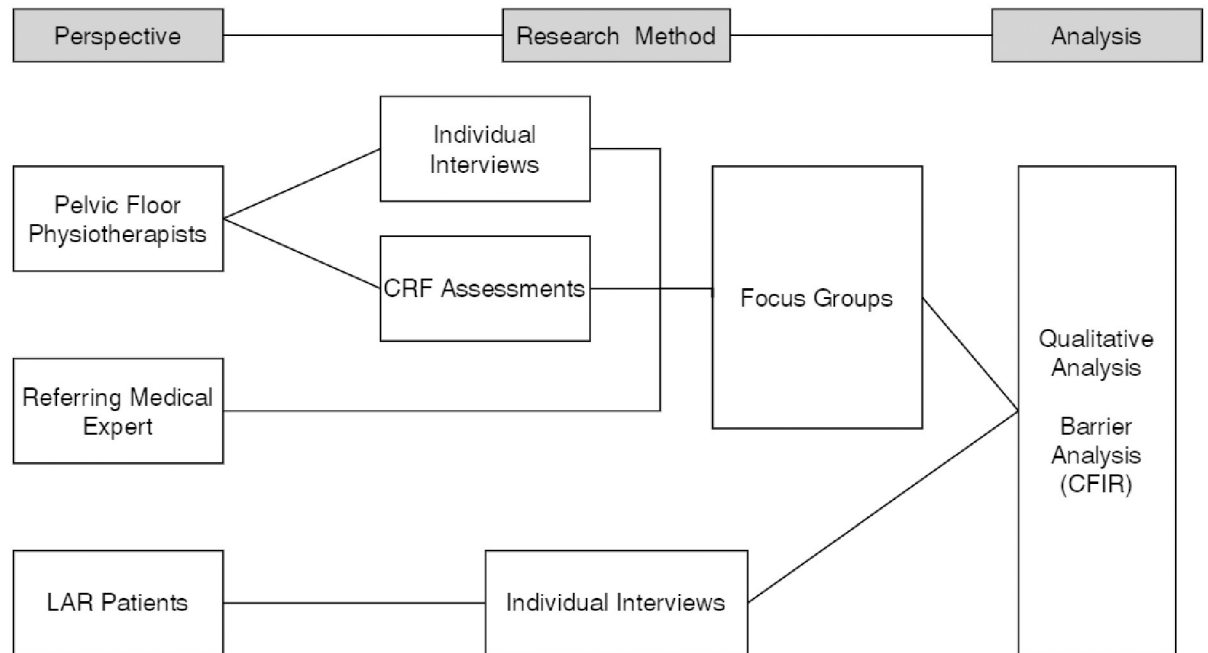 Perspective
Research Method
Analysis
Individual
Interviews
Pelvic Floor
Physiotherapists
CRF Assessments
Focus Groups
Referring Medical
Expert
Qualitative
Analysis
Barrier
Analysis
(CFIR)
LAR Patients
Individual Interviews